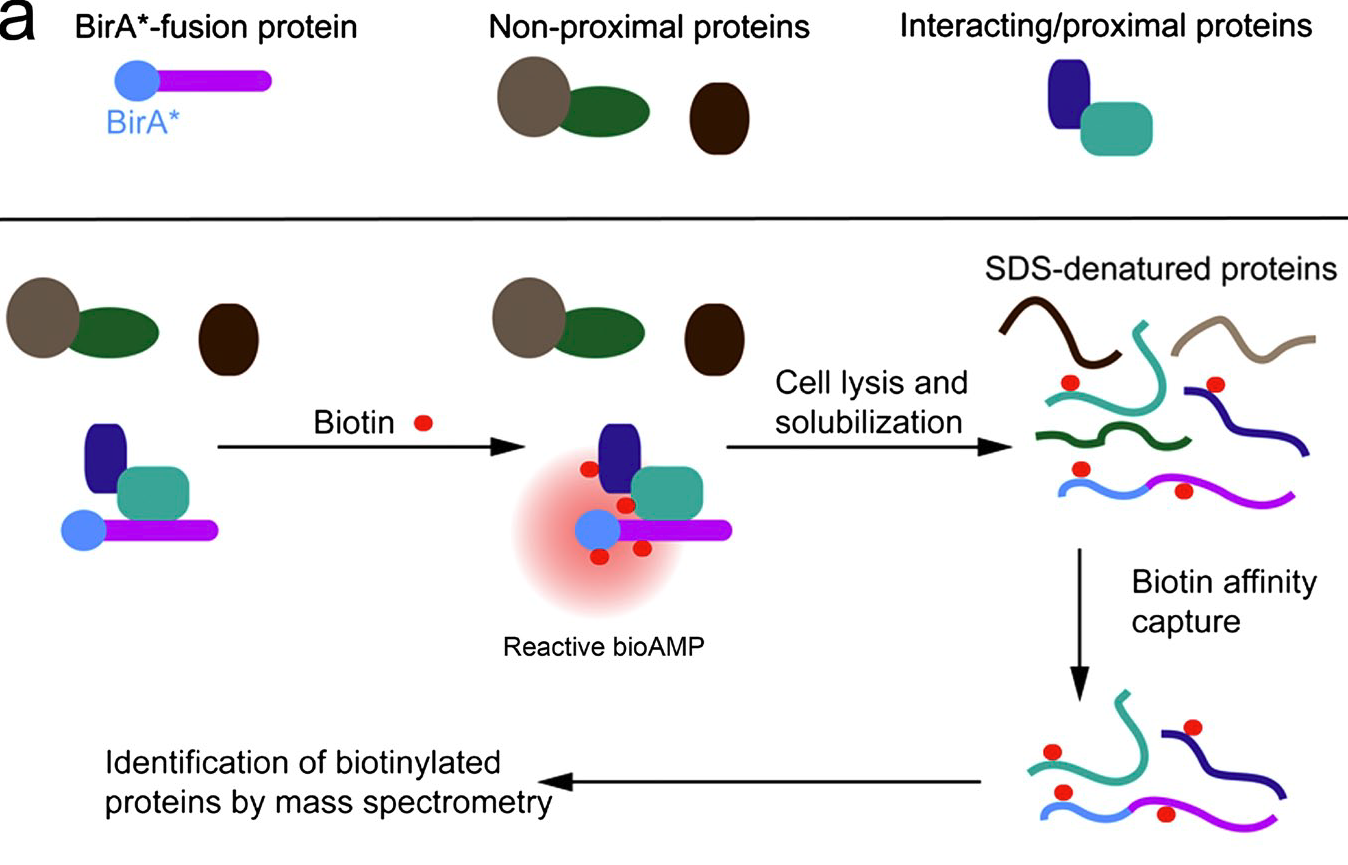 a
BirA*-fusion protein
Non-proximal proteins
Interacting/proximal proteins
BirA*
SDS-denatured proteins
Biotin
Cell lysis and
solubilization
Reactive bioAMP
Biotin affinity
capture
Identification of biotinylated
proteins by mass spectrometry